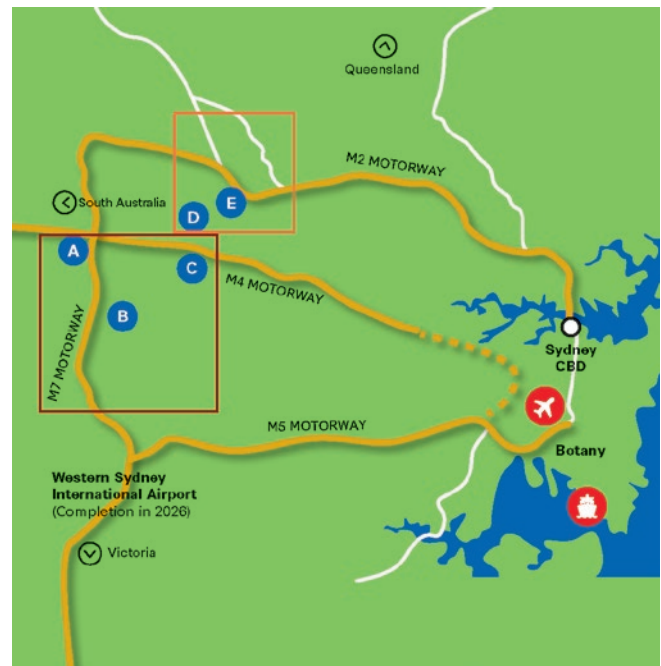 Queensland
M2 MOTORWAY
South Australia
E
D
A
C
M4 MOTORWAY
B
M7 MOTORWAY
Sydney
CBD
M5 MOTORWAY
Botany
Western Sydney
International Airport
(Completion in 2026)
Victoria